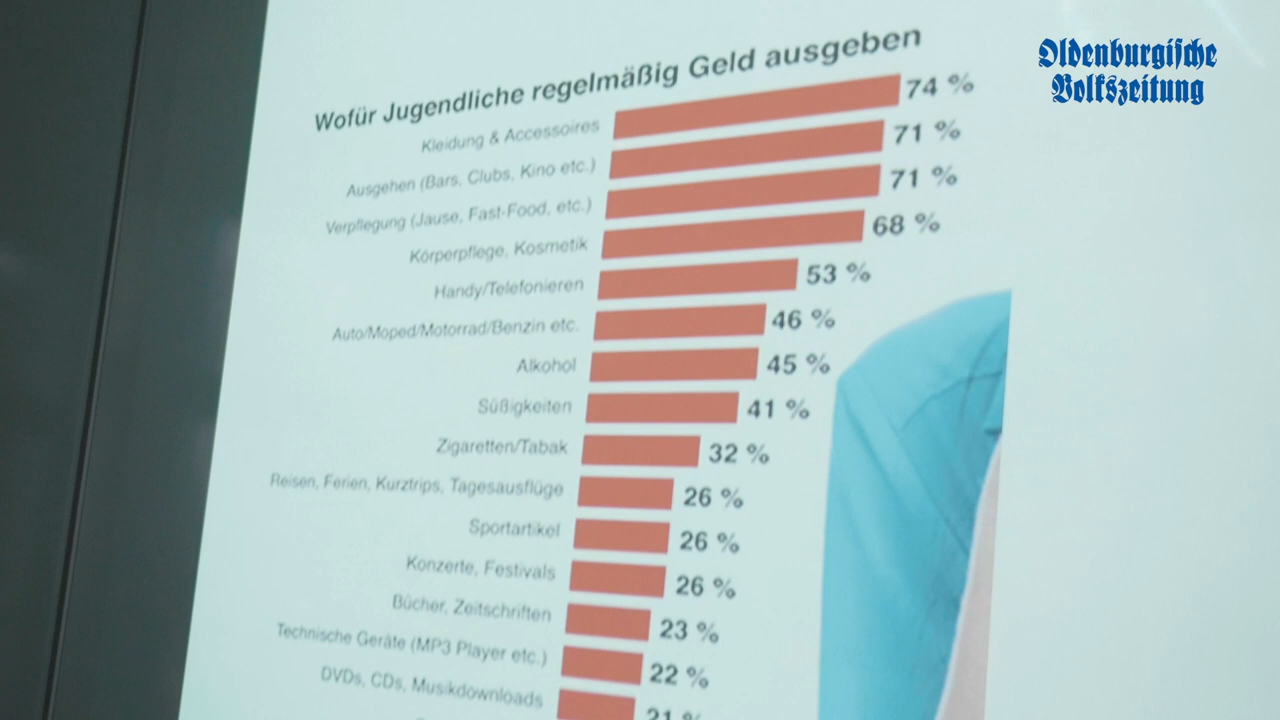 Oldenburgische
Volkszeitung
Wofür Jugendliche regelmäßig Geld ausgeben
Kleidung & Accessoires 74 %
Ausgehen (Bars, Clubs, Kino etc.) 71 %
Verpflegung (Jause, Fast-Food, etc.) 71 %
Körperpflege, Kosmetik 68 %
Handy/Telefonieren 53 %
Auto/Moped/Motorrad/Benzin etc. 46 %
Alkohol 45 %
Süßigkeiten 41 %
Zigaretten/Tabak 32 %
Reisen, Ferien, Kurztrips, Tagesausflüge 26 %
Sportartikel 26 %
Konzerte, Festivals 26 %
Bücher, Zeitschriften 23 %
Technische Geräte (MP3 Player etc.) 22 %
DVDs, CDs, Musikdownloads 21 %